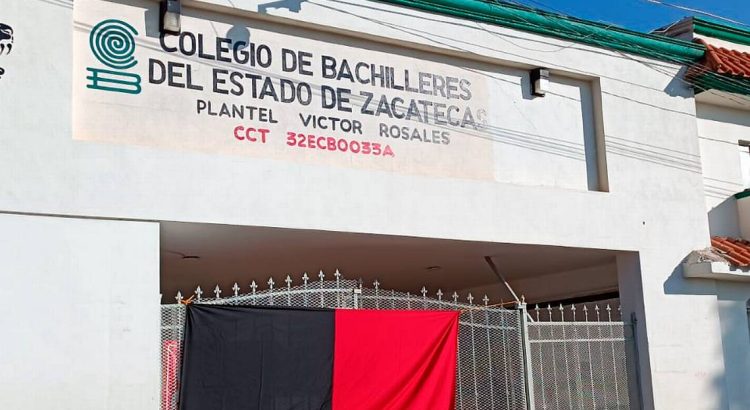 COLEGIO DE BACHILLERES
DEL ESTADO DE ZACATECAS
PLANTEL VICTOR ROSALES
CCT 32ECB0033A